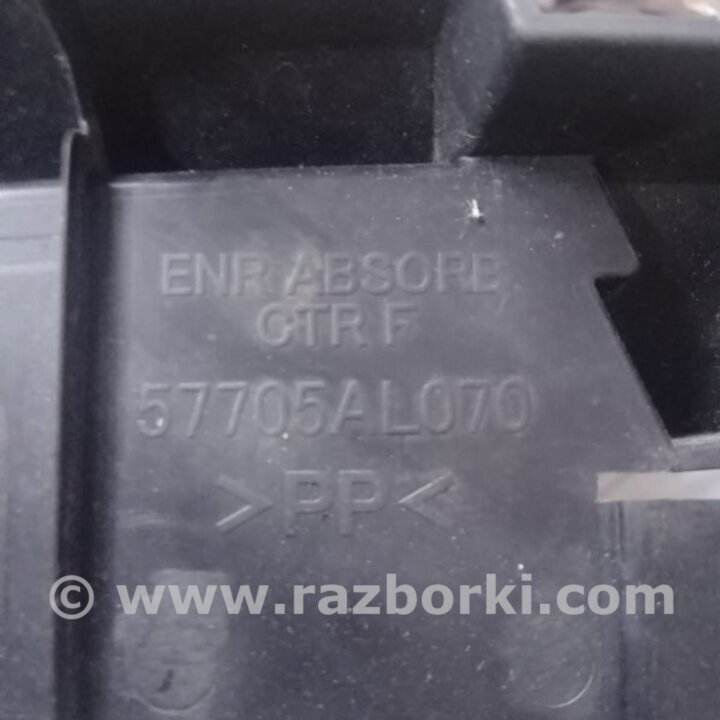 ENR ABSORB
CTR F
57705AL070
>PP<
© www.razborki.com